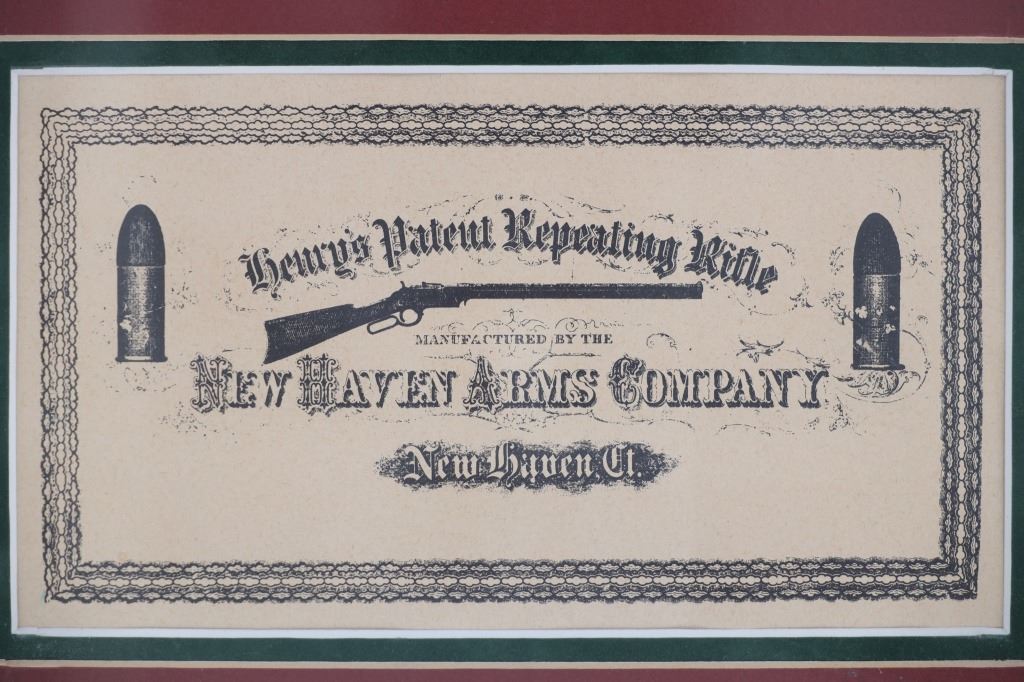 Henry's Patent Repeating Rifle
MANUFACTURED BY THE
NEW HAVEN ARMS COMPANY
New Haven Ct.